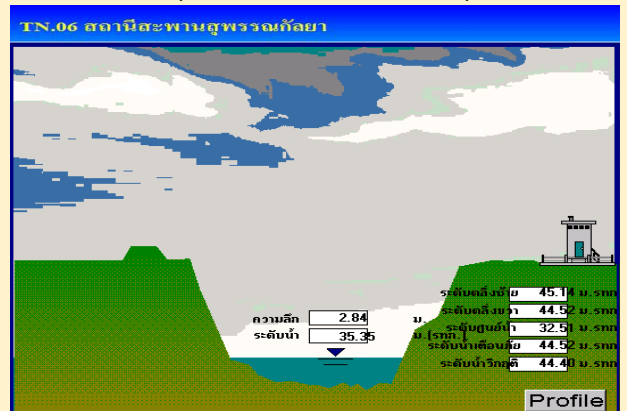 TN.06 สถานีสะพานสุพรรณกัลยา
ระดับตลิ่งซ้าย 45.14 ม.รทก
ระดับตลิ่งขวา 44.52 ม.รทก
ความลึก 2.84 ม.
ระดับศูนย์น้ำ 32.51 ม.รทก
ระดับน้ำ 35.35 ม.(รทก.)
ระดับน้ำเตือนภัย 44.52 ม.รทก
ระดับน้ำวิกฤติ 44.40 ม.รทก
Profile